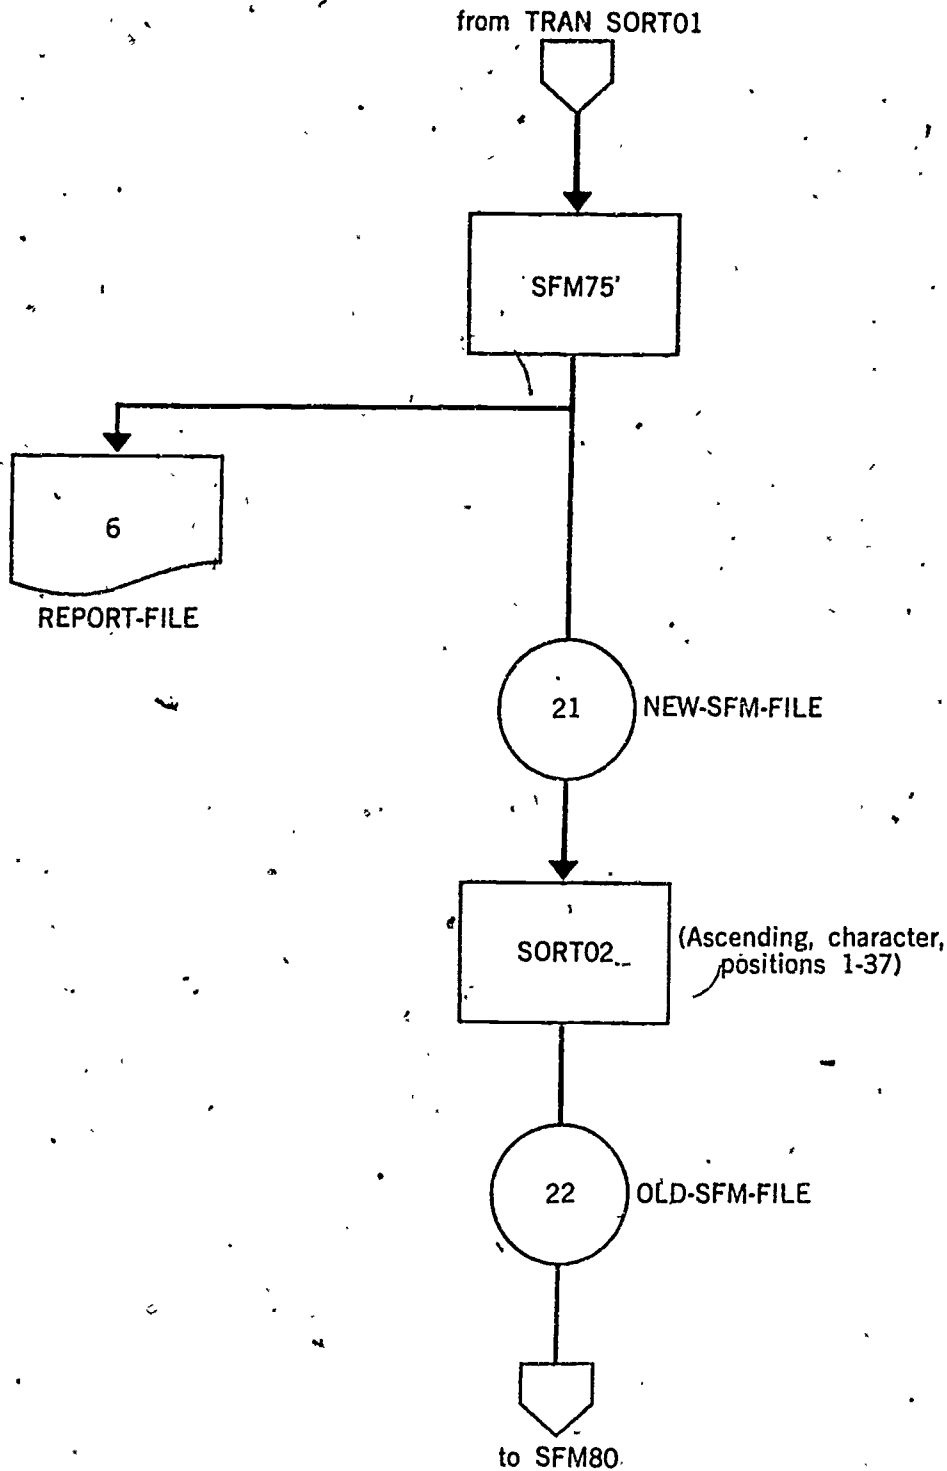 from TRAN SORT01
SFM75
6
REPORT-FILE
21
NEW-SFM-FILE
SORT02
(Ascending, character,
positions 1-37)
22
OLD-SFM-FILE
to SFM80